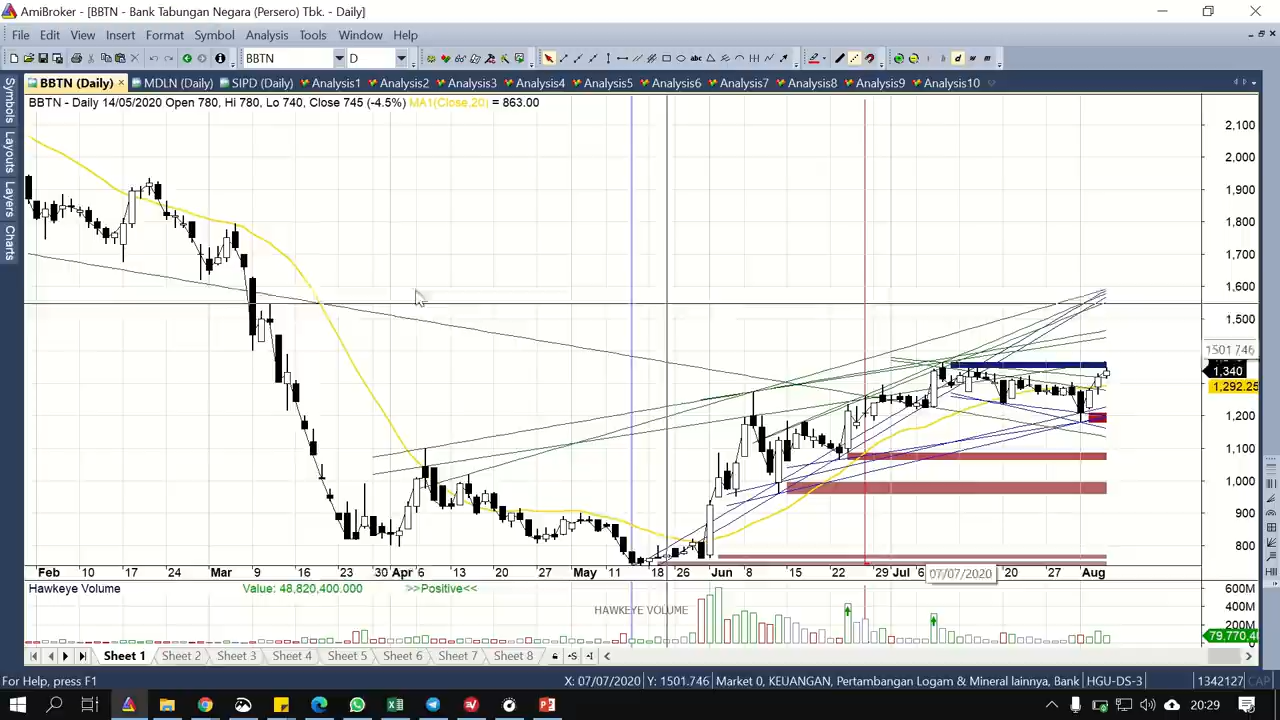 AmiBroker - [BBTN - Bank Tabungan Negara (Persero) Tbk. - Daily]
File Edit View Insert Format Symbol Analysis Tools Window Help
BBTN D
BBTN (Daily) MDLN (Daily) SIPD (Daily) Analysis1 Analysis2 Analysis3 Analysis4 Analysis5 Analysis6 Analysis7 Analysis8 Analysis9 Analysis10
BBTN - Daily 14/05/2020 Open 780, Hi 780, Lo 740, Close 745 (-4.5%) MA1(Close,20) = 863.00
Symbols
Layouts
Layers
Charts
2,100
2,000
1,900
1,800
1,700
1,600
1,500
1501.746
1,340
1,292.25
1,200
1,100
1,000
900
800
Feb 10 17 24 Mar 9 16 23 30 Apr 6 13 20 27 May 11 18 26 Jun 8 15 22 29 Jul 6 07/07/2020 20 27 Aug
Hawkeye Volume Value: 48,820,400.000 >>Positive<<
HAWKEYE VOLUME
600M
400M
200M
Sheet 1 Sheet 2 Sheet 3 Sheet 4 Sheet 5 Sheet 6 Sheet 7 Sheet 8
For Help, press F1 X: 07/07/2020 Y: 1501.746 Market 0, KEUANGAN, Pertambangan Logam & Mineral lainnya, Bank HGU-DS-3 1342127 CAP
20:29